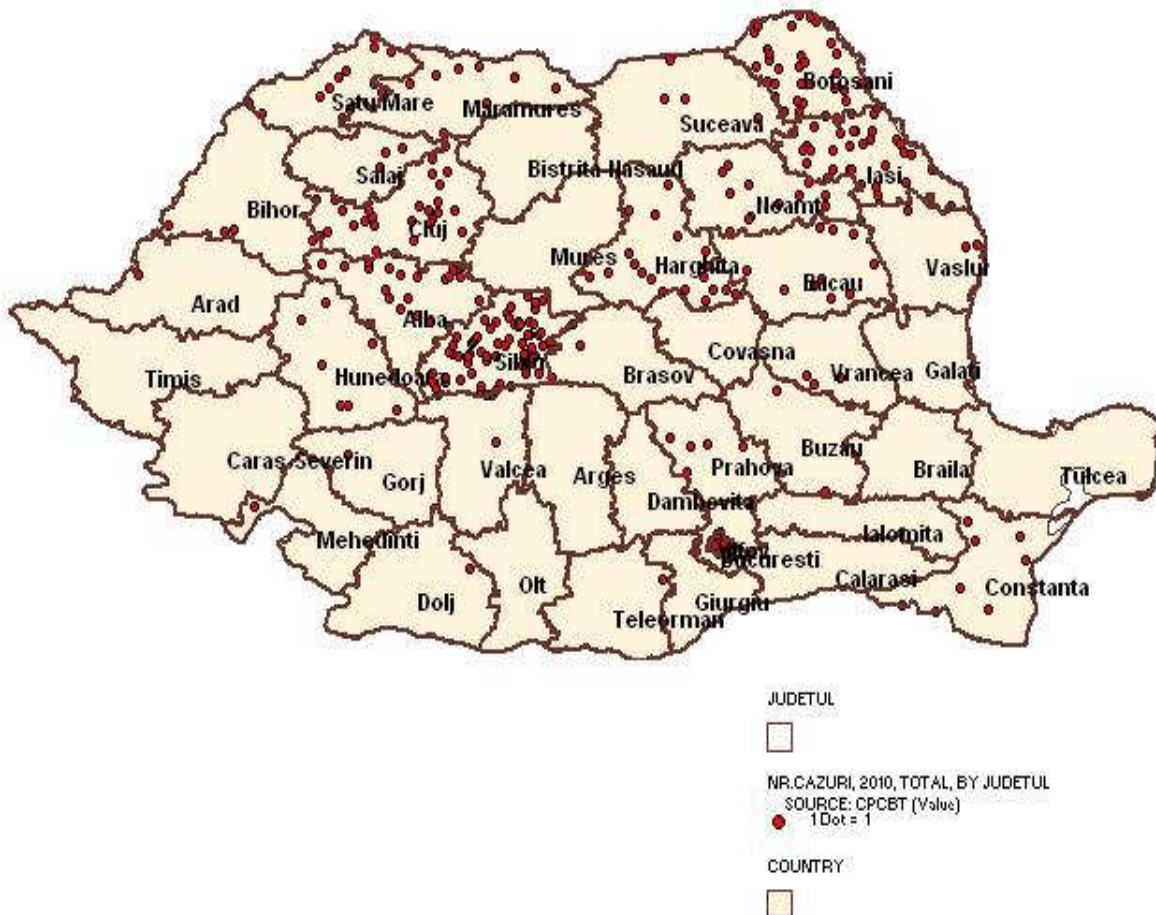 Botosani
Satu Mare
Maramures
Suceava
Iasi
Salaj
Bistrita-Nasaud
Bihor
Neamt
Cluj
Mures
Harghita
Vaslui
Bacau
Arad
Alba
Sibiu
Covasna
Timis
Hunedoara
Brasov
Vrancea
Galati
Caras-Severin
Gorj
Valcea
Arges
Prahova
Buzau
Braila
Tulcea
Dambovita
Mehedinti
Ialomita
Ilfov
Bucuresti
Calarasi
Constanta
Dolj
Olt
Giurgiu
Teleorman
JUDETUL
NR.CAZURI, 2010, TOTAL, BY JUDETUL
SOURCE: CPCBT (Value)
1 Dot = 1
COUNTRY